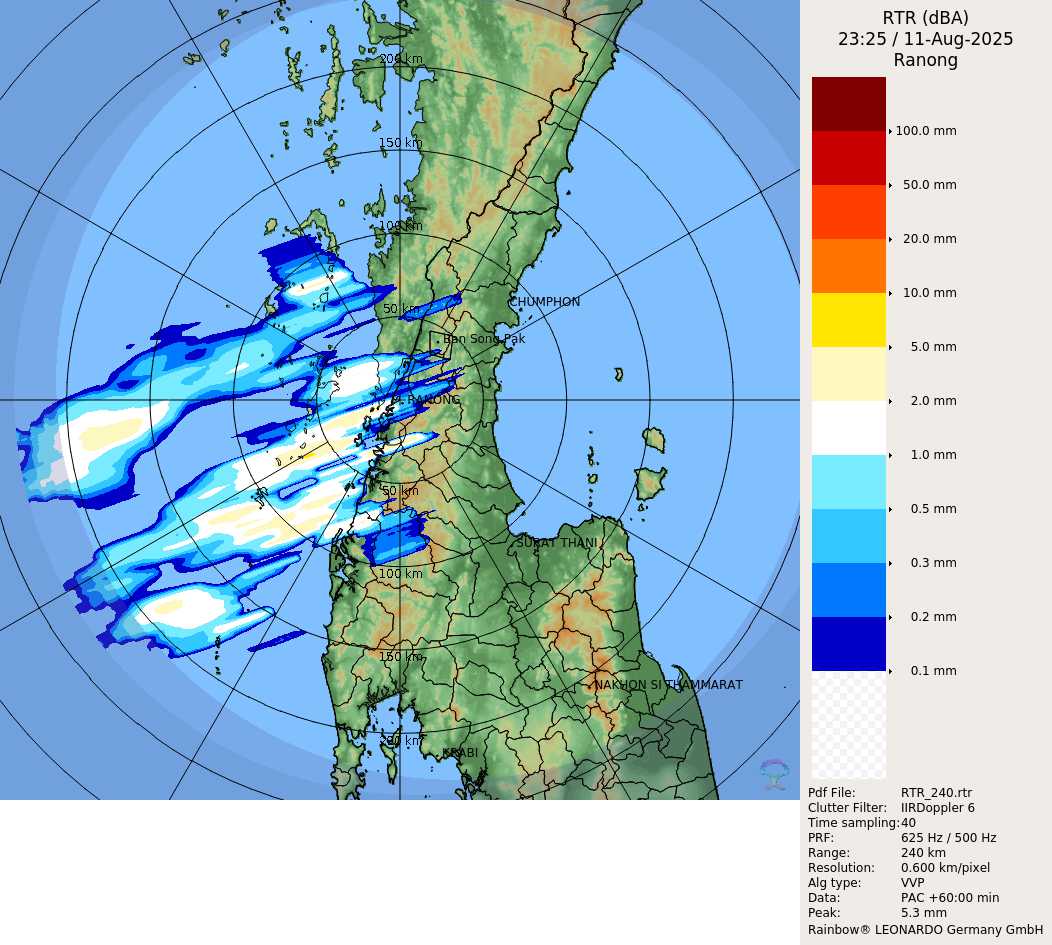 RTR (dBA)
23:25 / 11-Aug-2025
Ranong
200 km
150 km
100 km
50 km
CHUMPHON
Ban Song Pak
RANONG
50 km
SURAT THANI
100 km
150 km
NAKHON SI THAMMARAT
200 km
KRABI
100.0 mm
50.0 mm
20.0 mm
10.0 mm
5.0 mm
2.0 mm
1.0 mm
0.5 mm
0.3 mm
0.2 mm
0.1 mm
Pdf File: RTR_240.rtr
Clutter Filter: IIRDoppler 6
Time sampling:40
PRF: 625 Hz / 500 Hz
Range: 240 km
Resolution: 0.600 km/pixel
Alg type: VVP
Data: PAC +60:00 min
Peak: 5.3 mm
Rainbow® LEONARDO Germany GmbH